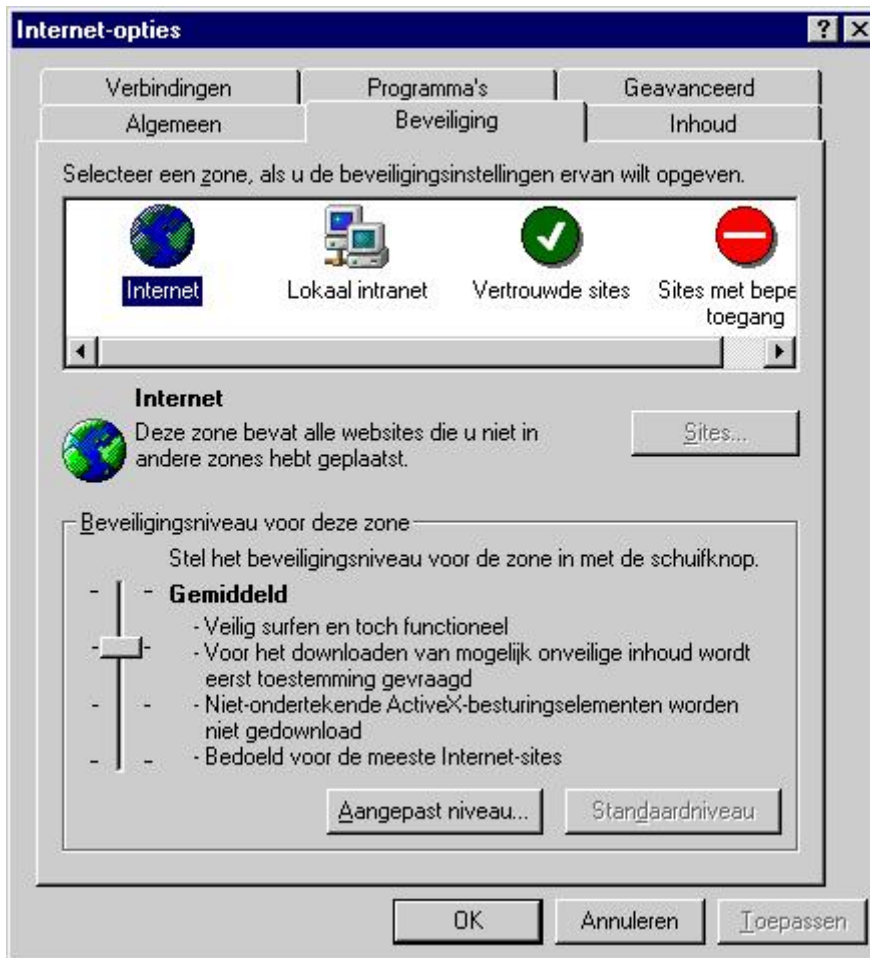 Internet-opties
Verbindingen Programma's Geavanceerd
Algemeen Beveiliging Inhoud
Selecteer een zone, als u de beveiligingsinstellingen ervan wilt opgeven.
Internet Lokaal intranet Vertrouwde sites Sites met bepe
toegang
Internet
Deze zone bevat alle websites die u niet in
andere zones hebt geplaatst.
Sites...
Beveiligingsniveau voor deze zone
Stel het beveiligingsniveau voor de zone in met de schuifknop.
Gemiddeld
- Veilig surfen en toch functioneel
- Voor het downloaden van mogelijk onveilige inhoud wordt
eerst toestemming gevraagd
- Niet-ondertekende ActiveX-besturingselementen worden
niet gedownload
- Bedoeld voor de meeste Internet-sites
Aangepast niveau... Standaardniveau
OK Annuleren Toepassen